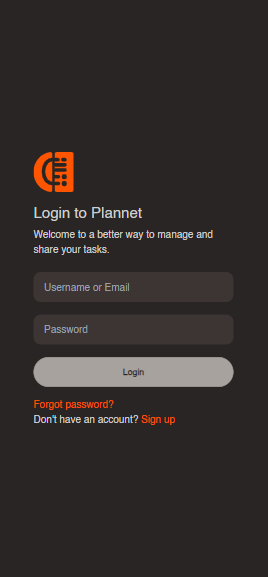 Login to Plannet
Welcome to a better way to manage and
share your tasks.
Username or Email
Password
Login
Forgot password?
Don't have an account? Sign up